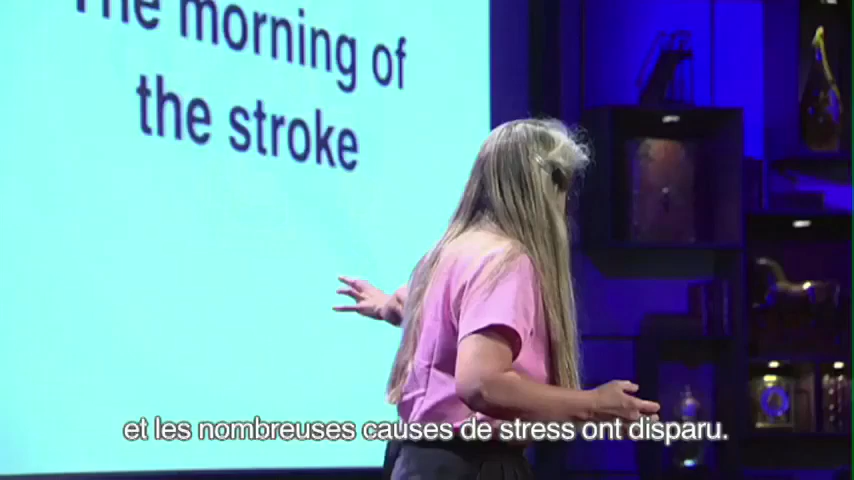 The morning of
the stroke
et les nombreuses causes de stress ont disparu.